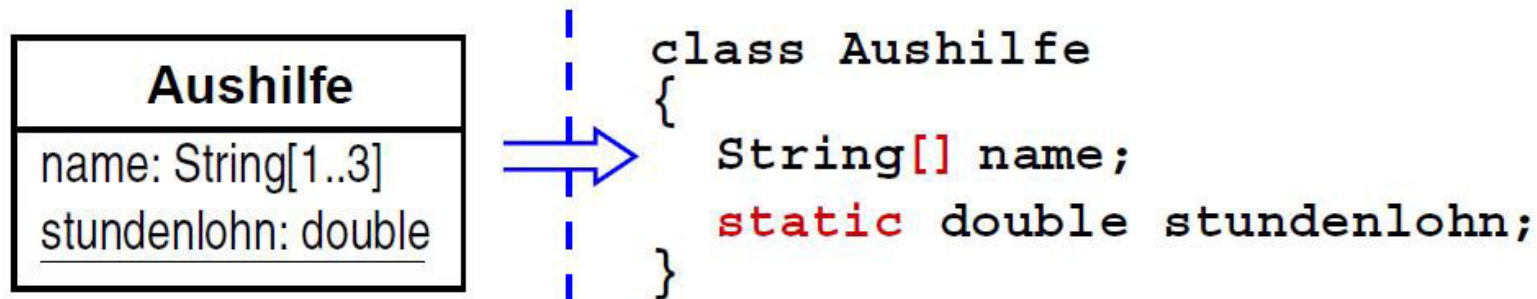 Aushilfe
name: String[1..3]
stundenlohn: double
class Aushilfe
{
String[] name;
static double stundenlohn;
}